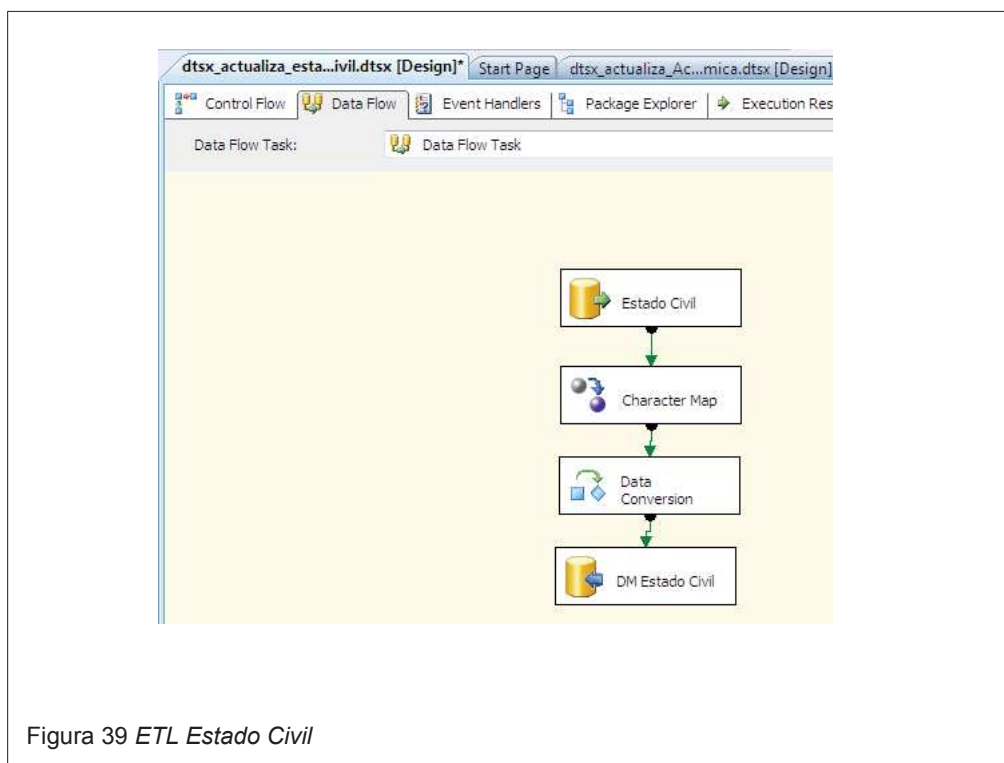 dtsx_actualiza_esta...ivil.dtsx [Design]* Start Page dtsx_actualiza_Ac...mica.dtsx [Design]
Control Flow Data Flow Event Handlers Package Explorer Execution Res
Data Flow Task: Data Flow Task
Estado Civil
Character Map
Data
Conversion
DM Estado Civil
Figura 39 ETL Estado Civil